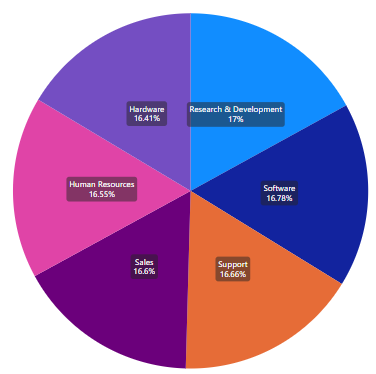 Hardware
16.41%
Research & Development
17%
Human Resources
16.55%
Software
16.78%
Sales
16.6%
Support
16.66%